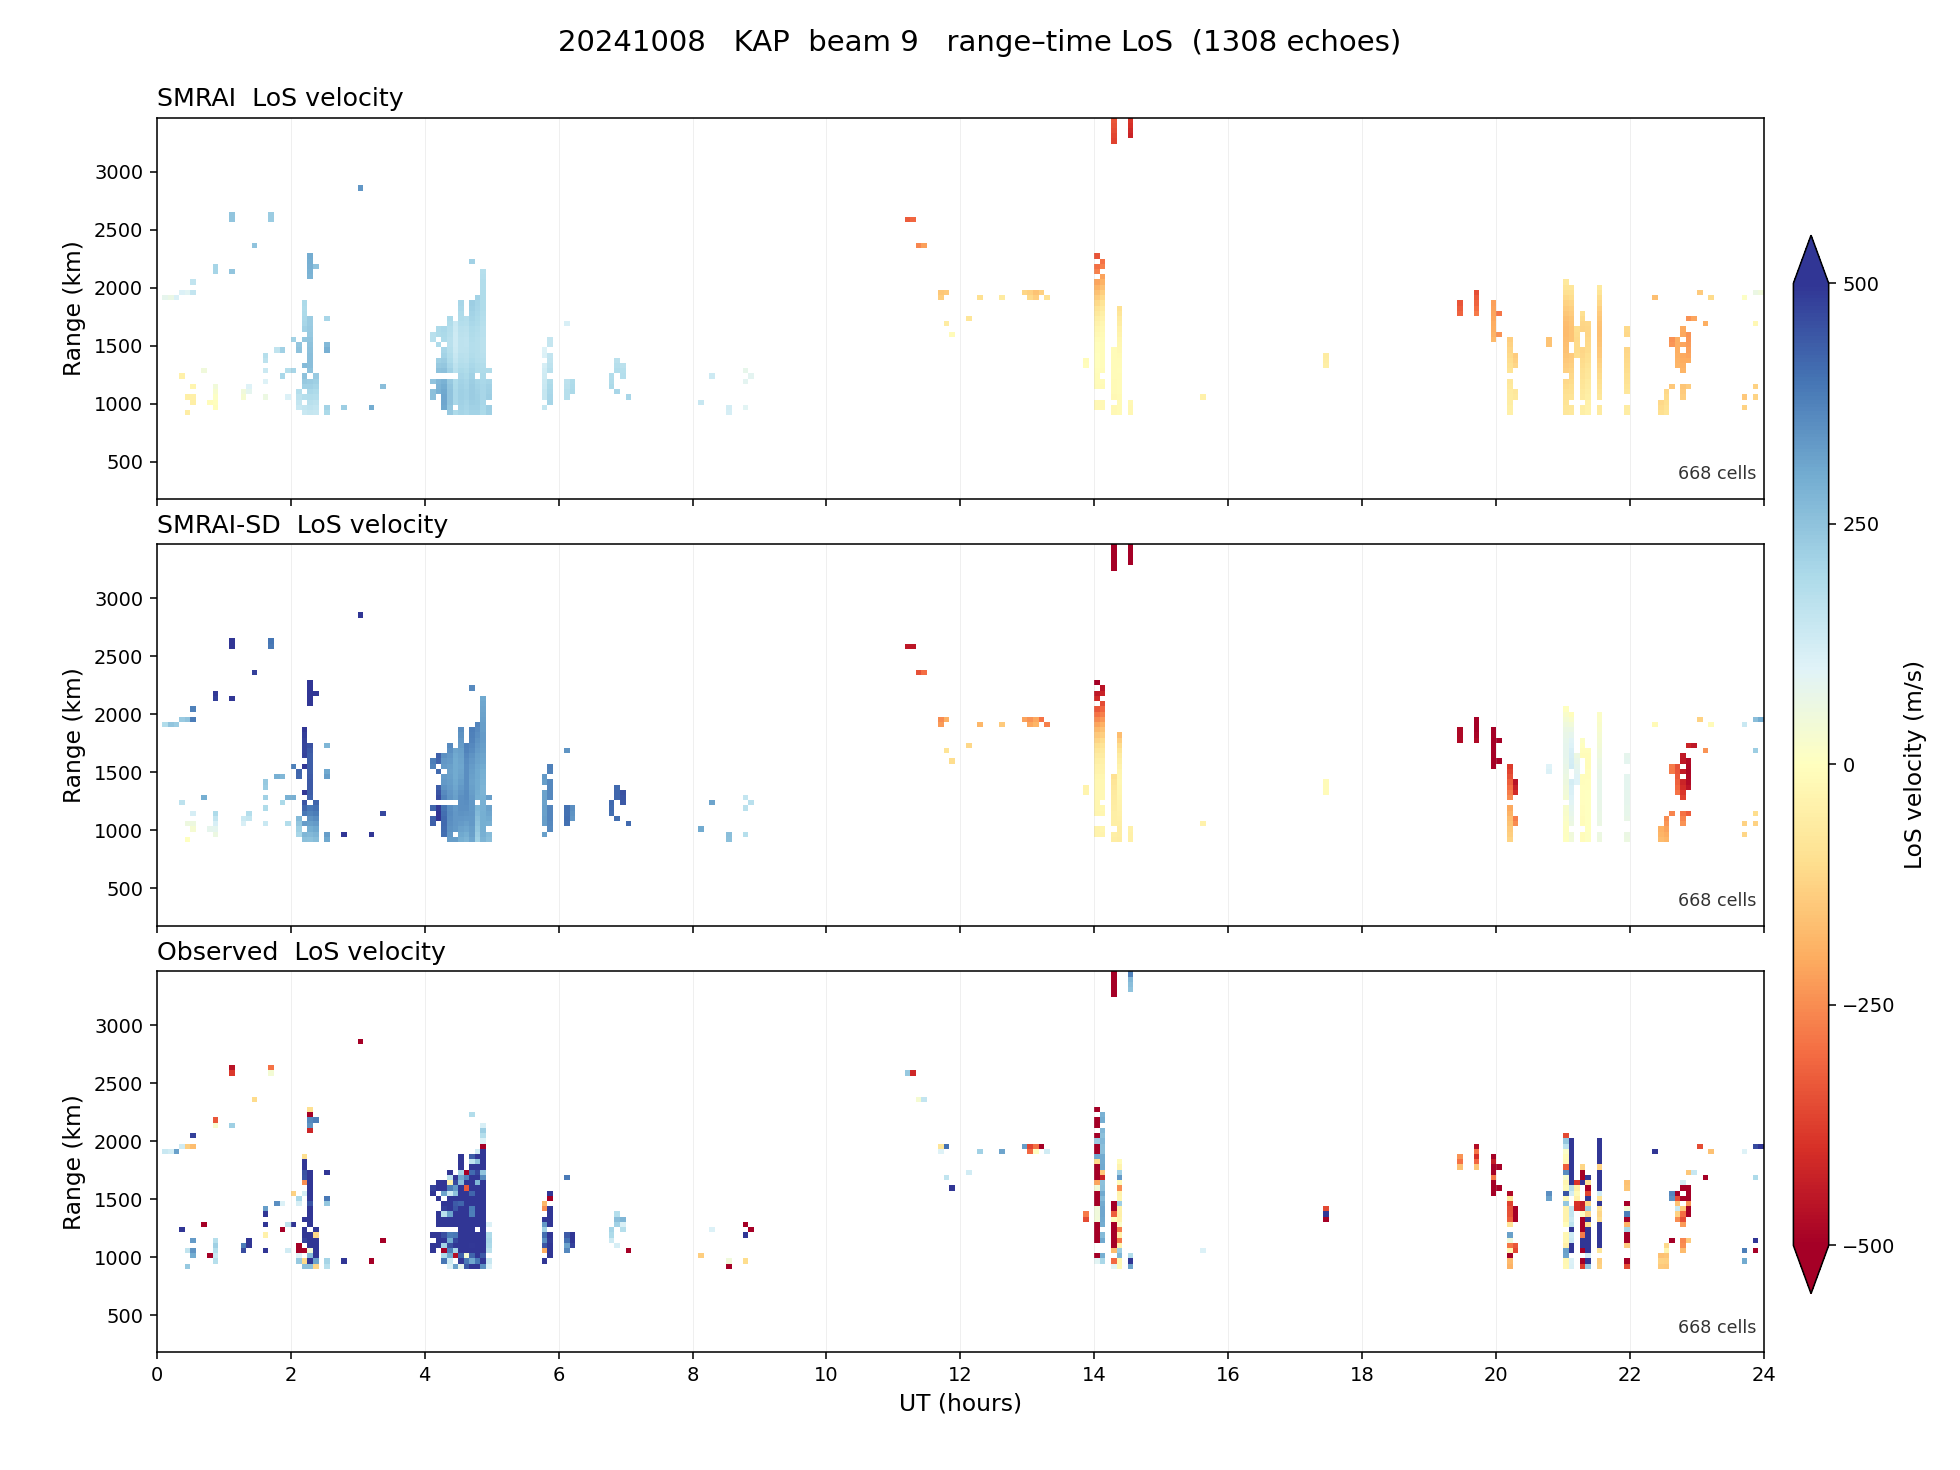 20241008   KAP  beam 9   range–time LoS  (1308 echoes)
SMRAI  LoS velocity
3000
2500
2000
1500
1000
500
Range (km)
668 cells
SMRAI-SD  LoS velocity
3000
2500
2000
1500
1000
500
Range (km)
668 cells
Observed  LoS velocity
3000
2500
2000
1500
1000
500
Range (km)
668 cells
0 2 4 6 8 10 12 14 16 18 20 22 24
UT (hours)
500
250
0
−250
−500
LoS velocity (m/s)